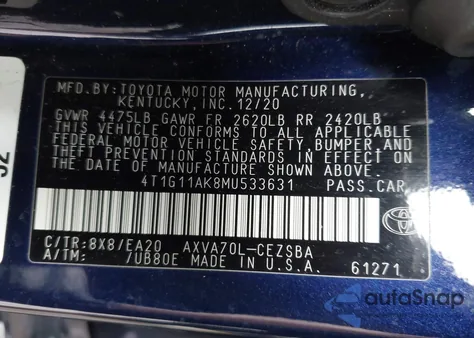 MFD. BY: TOYOTA MOTOR MANUFACTURING,
KENTUCKY, INC. 12/20
GVWR 4475LB GAWR FR 2620LB RR 2420LB
THIS VEHICLE CONFORMS TO ALL APPLICABLE
FEDERAL MOTOR VEHICLE SAFETY, BUMPER, AND
THEFT PREVENTION STANDARDS IN EFFECT ON
THE DATE OF MANUFACTURE SHOWN ABOVE.
4T1G11AK8MU533631 PASS. CAR
C/TR: 8X8/EA20 AXVA70L-CEZSBA
A/TM: /UB80E MADE IN U.S.A. 61271
autaSnap